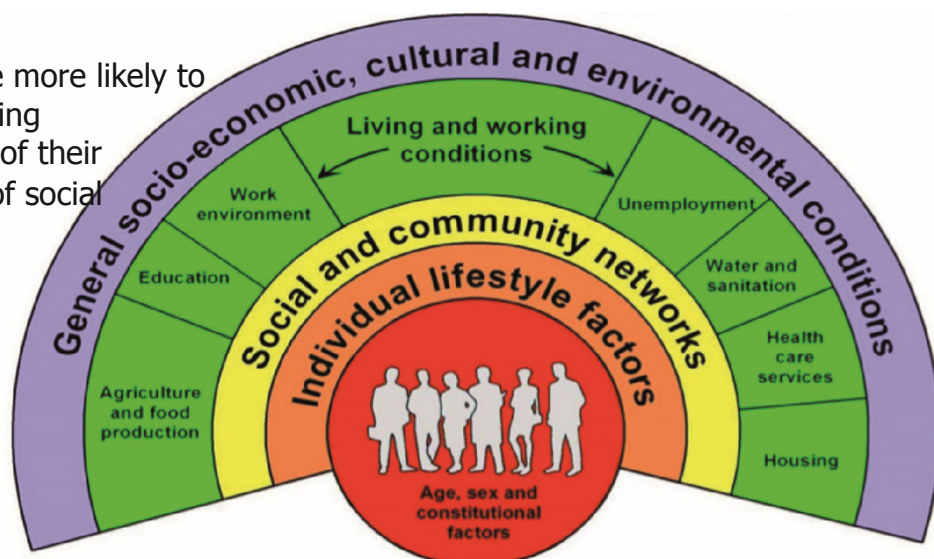 e more likely to
ing
of their
of social
General socio-economic, cultural and environmental conditions
Living and working
conditions
Work
environment
Education
Agriculture
and food
production
Unemployment
Water and
sanitation
Health
care
services
Housing
Social and community networks
Individual lifestyle factors
Age, sex and
constitutional
factors